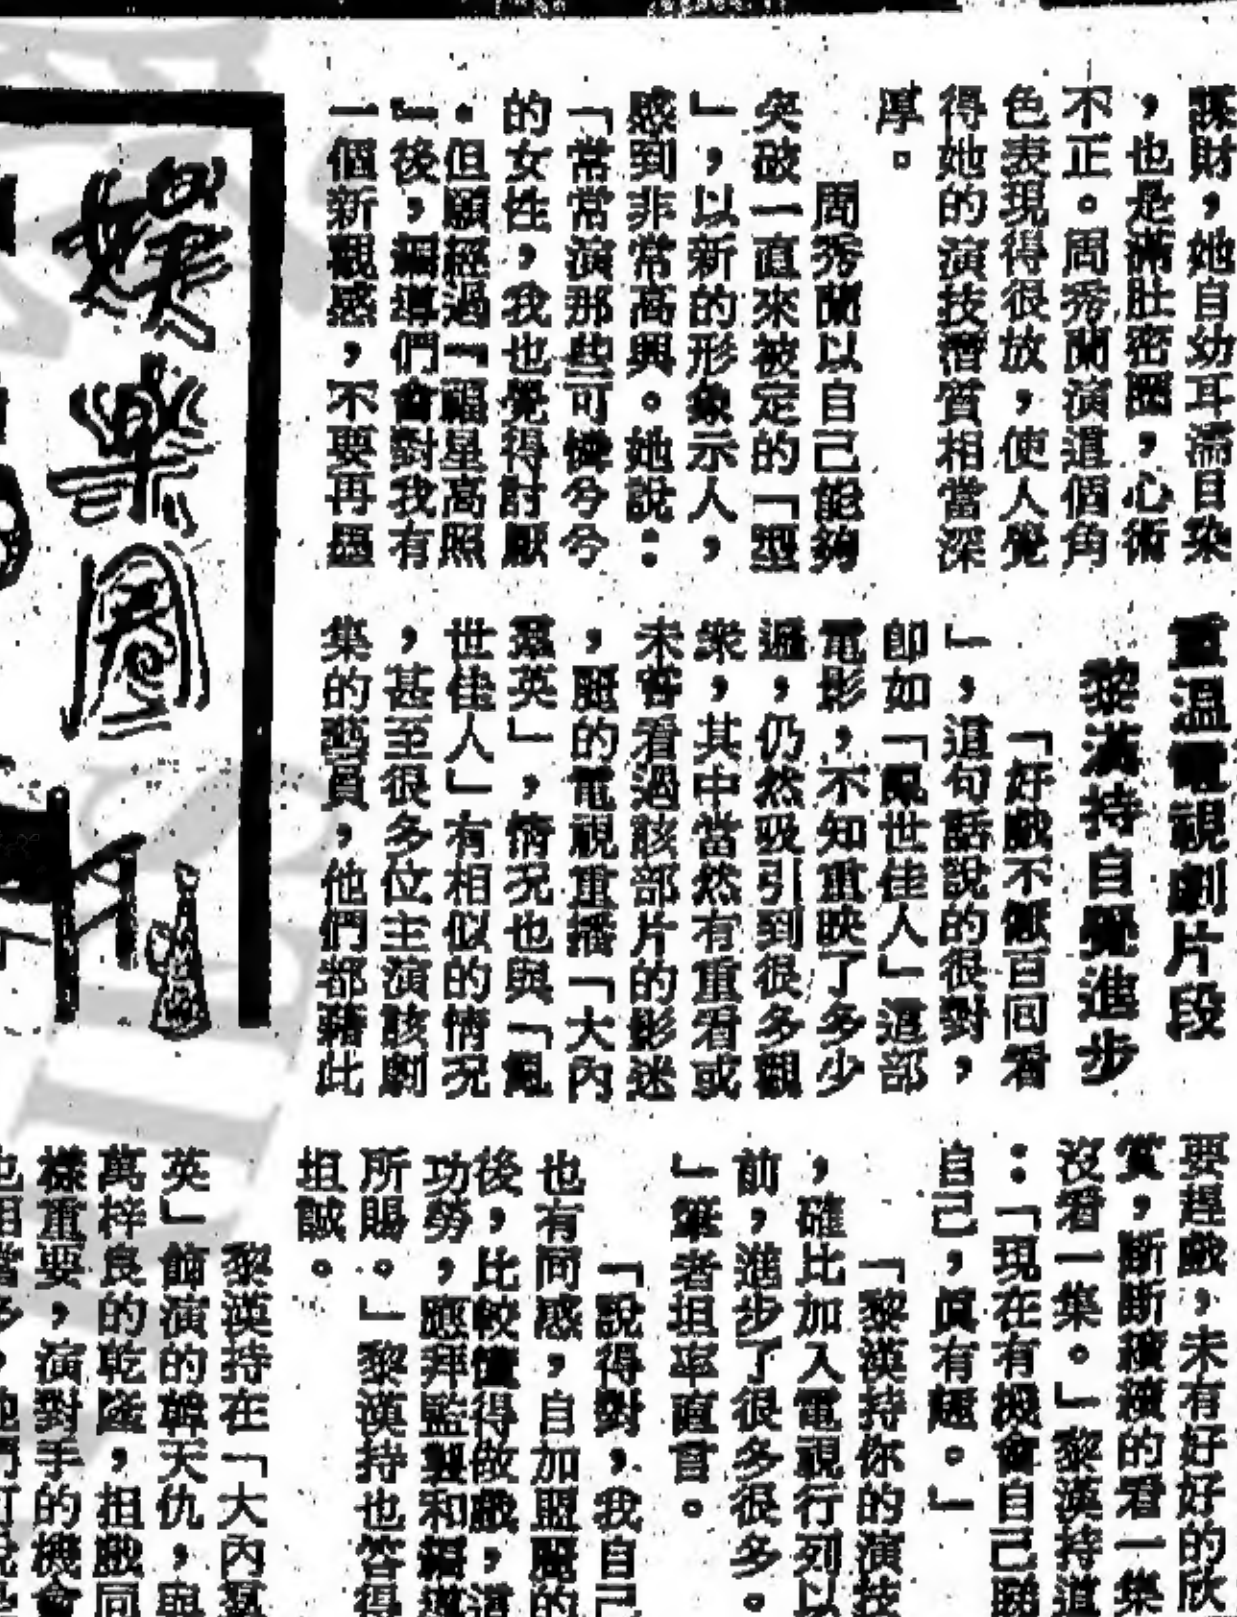 謀財，她自幼耳濡目染
，也是滿肚密圈，心術
不正。周秀蘭演這個角
色表現得很放，使人覺
得她的演技潛質相當深
厚。
周秀蘭以自己能夠
突破一直來被定的「型
」，以新的形象示人，
感到非常高興。她說：
「常常演那些可憐兮兮
的女性，我也覺得討厭
。但願經過「福星高照
」後，編導們會對我有
一個新觀感，不要再
重溫電視劇片段
黎漢持自覺進步
「好戲不厭百回看
」，這句話說的很對，
即如「亂世佳人」這部
電影，不知重映了多少
遍，仍然吸引到很多觀
衆，其中當然有重看或
未嘗看過該部片的影迷
，麗的電視重播「大內
羣英」，情況也與「亂
世佳人」有相似的情況
，甚至很多位主演該劇
集的藝員，他們都藉此
要趕戲，未有好好的欣
賞，斷斷續續的看一集
沒看一集。」黎漢持道
：「現在有機會自己睇
自己，眞有趣。」
「黎漢持你的演技
，確比加入電視行列以
前，進步了很多很多。
」筆者坦率直言。
「說得對，我自己
也有同感，自加盟麗的
後，比較懂得做戲，這
功勞，應拜監製和編導
所賜。」黎漢持也答得
坦誠。
黎漢持在「大內羣
英」飾演的韓天仇，與
萬梓良的乾隆，担戲同
樣重要，演對手的機會
也相當多，他們可說是
娛樂圈